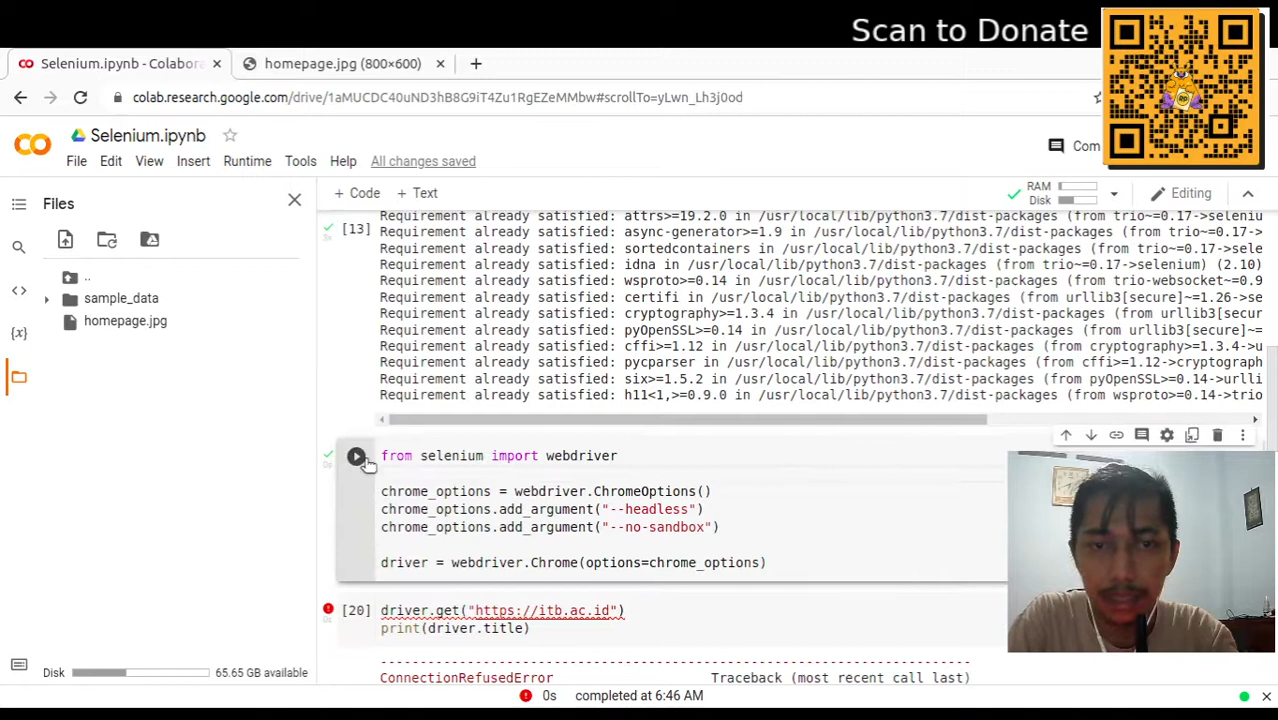 Scan to Donate
Selenium.ipynb - Colabora
homepage.jpg (800×600)
colab.research.google.com/drive/1aMUCDC40uND3hB8G9iT4Zu1RgEZeMMbw#scrollTo=yLwn_Lh3j0od
Selenium.ipynb
File Edit View Insert Runtime Tools Help All changes saved
Com
Files
+ Code + Text
RAM
Disk
Editing
..
sample_data
homepage.jpg
[13]
Requirement already satisfied: attrs>=19.2.0 in /usr/local/lib/python3.7/dist-packages (from trio~=0.17->seleniu
Requirement already satisfied: async-generator>=1.9 in /usr/local/lib/python3.7/dist-packages (from trio~=0.17->
Requirement already satisfied: sortedcontainers in /usr/local/lib/python3.7/dist-packages (from trio~=0.17->sele
Requirement already satisfied: idna in /usr/local/lib/python3.7/dist-packages (from trio~=0.17->selenium) (2.10)
Requirement already satisfied: wsproto>=0.14 in /usr/local/lib/python3.7/dist-packages (from trio-websocket~=0.9
Requirement already satisfied: certifi in /usr/local/lib/python3.7/dist-packages (from urllib3[secure]~=1.26->se
Requirement already satisfied: cryptography>=1.3.4 in /usr/local/lib/python3.7/dist-packages (from urllib3[secur
Requirement already satisfied: pyOpenSSL>=0.14 in /usr/local/lib/python3.7/dist-packages (from urllib3[secure]~=
Requirement already satisfied: cffi>=1.12 in /usr/local/lib/python3.7/dist-packages (from cryptography>=1.3.4->u
Requirement already satisfied: pycparser in /usr/local/lib/python3.7/dist-packages (from cffi>=1.12->cryptograph
Requirement already satisfied: six>=1.5.2 in /usr/local/lib/python3.7/dist-packages (from pyOpenSSL>=0.14->urlli
Requirement already satisfied: h11<1,>=0.9.0 in /usr/local/lib/python3.7/dist-packages (from wsproto>=0.14->trio
from selenium import webdriver
chrome_options = webdriver.ChromeOptions()
chrome_options.add_argument("--headless")
chrome_options.add_argument("--no-sandbox")
driver = webdriver.Chrome(options=chrome_options)
[20] driver.get("https://itb.ac.id")
print(driver.title)
---------------------------------------------------------------------------
ConnectionRefusedError Traceback (most recent call last)
Disk 65.65 GB available
0s completed at 6:46 AM